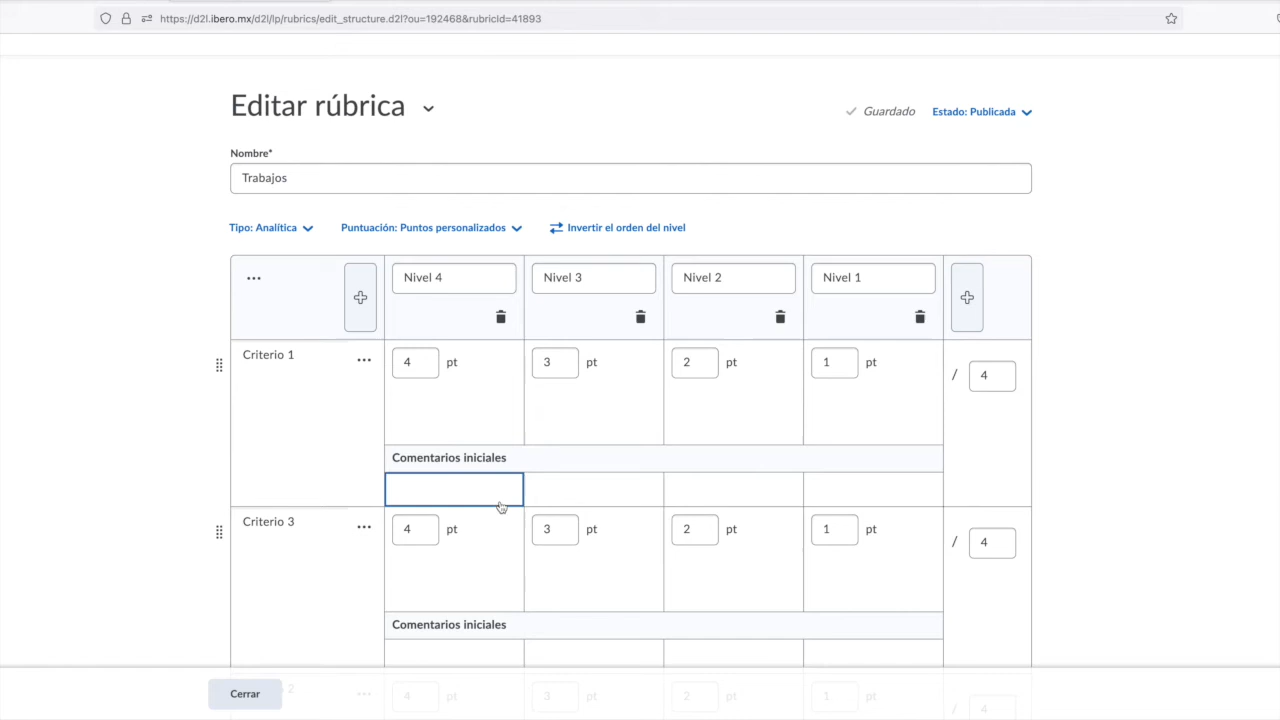 https://d2l.ibero.mx/d2l/lp/rubrics/edit_structure.d2l?ou=192468&rubricId=41893
Editar rúbrica
Guardado
Estado: Publicada
Nombre*
Trabajos
Tipo: Analítica
Puntuación: Puntos personalizados
Invertir el orden del nivel
Nivel 4
Nivel 3
Nivel 2
Nivel 1
Criterio 1
4 pt
3 pt
2 pt
1 pt
/ 4
Comentarios iniciales
Criterio 3
4 pt
3 pt
2 pt
1 pt
/ 4
Comentarios iniciales
Cerrar
2
4 pt
3 pt
2 pt
1 pt
/ 4